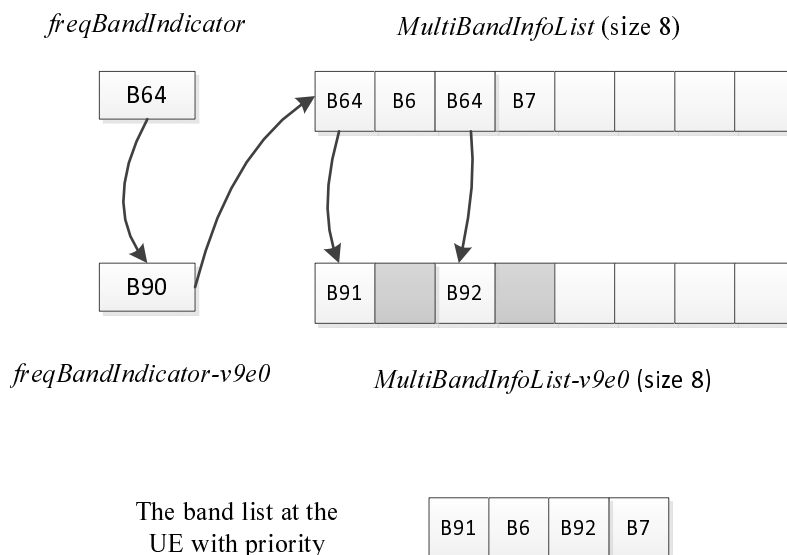 freqBandIndicator
MultiBandInfoList (size 8)
B64
B64 B6 B64 B7
B90
B91 B92
freqBandIndicator-v9e0
MultiBandInfoList-v9e0 (size 8)
The band list at the
UE with priority
B91 B6 B92 B7